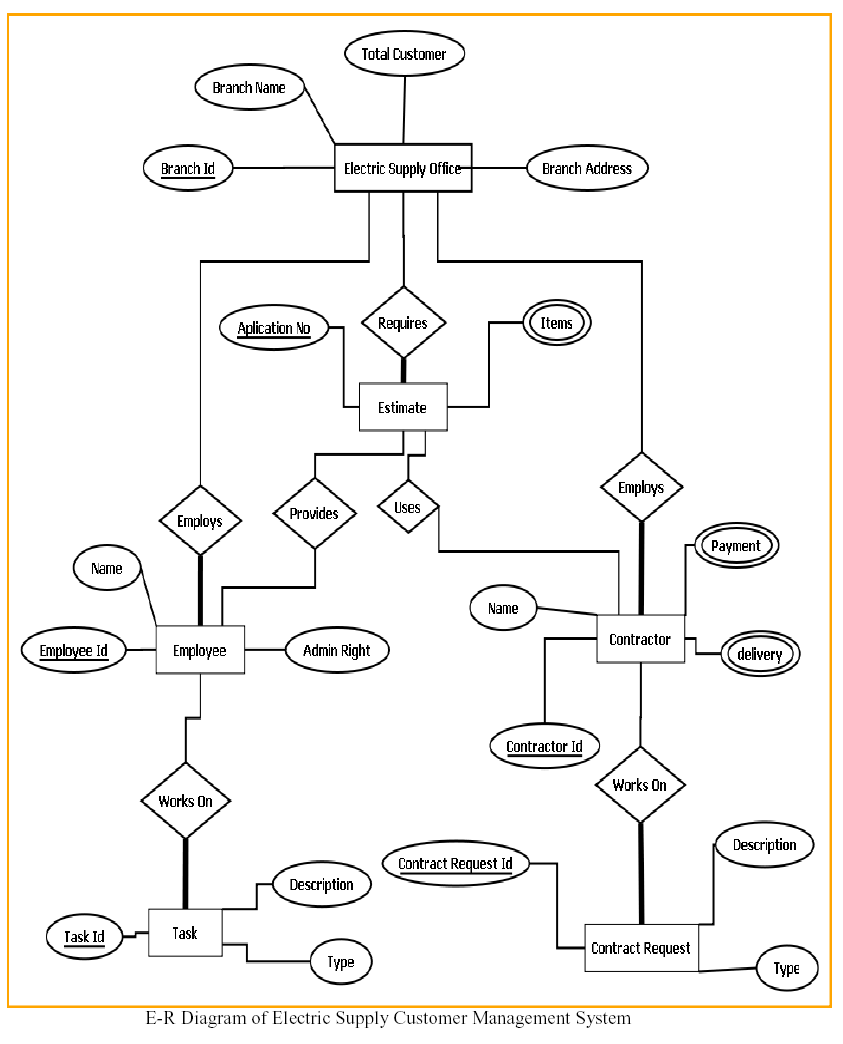 Total Customer
Branch Name
Branch Id
Electric Supply Office
Branch Address
Aplication No
Requires
Items
Estimate
Employs
Provides
Uses
Employs
Name
Payment
Name
Employee Id
Employee
Admin Right
Contractor
delivery
Contractor Id
Works On
Works On
Contract Request Id
Description
Description
Task Id
Task
Type
Contract Request
Type
E-R Diagram of Electric Supply Customer Management System